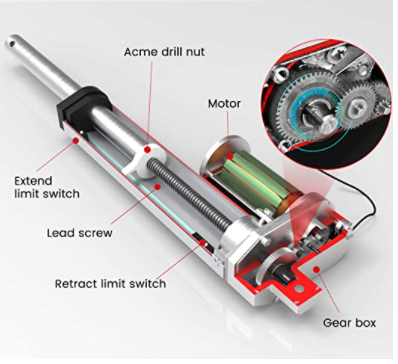 Acme drill nut
Motor
Extend
limit switch
Lead screw
Retract limit switch
Gear box